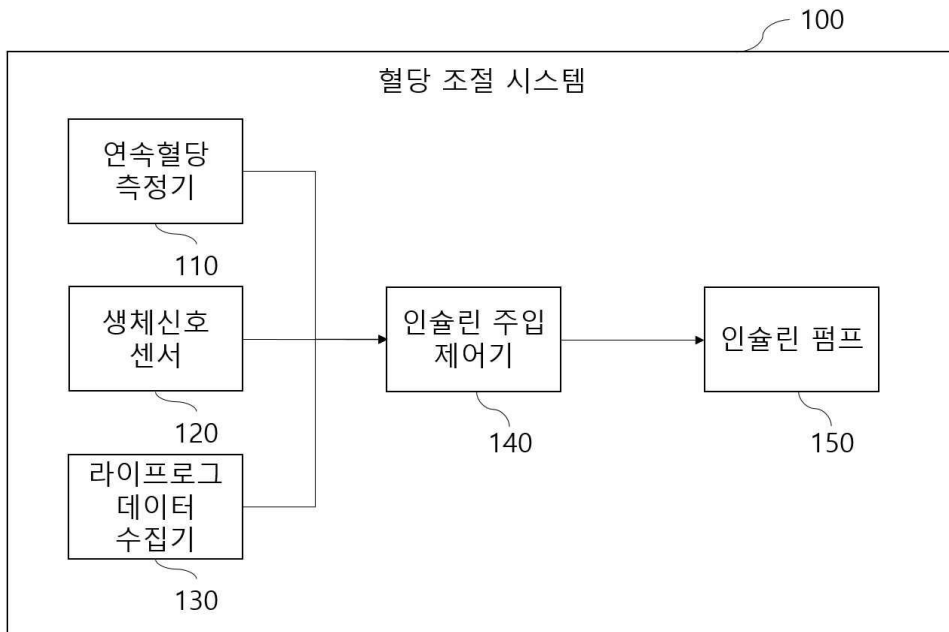 100
혈당 조절 시스템
연속혈당
측정기
110
생체신호
센서
120
라이프로그
데이터
수집기
130
인슐린 주입
제어기
140
인슐린 펌프
150